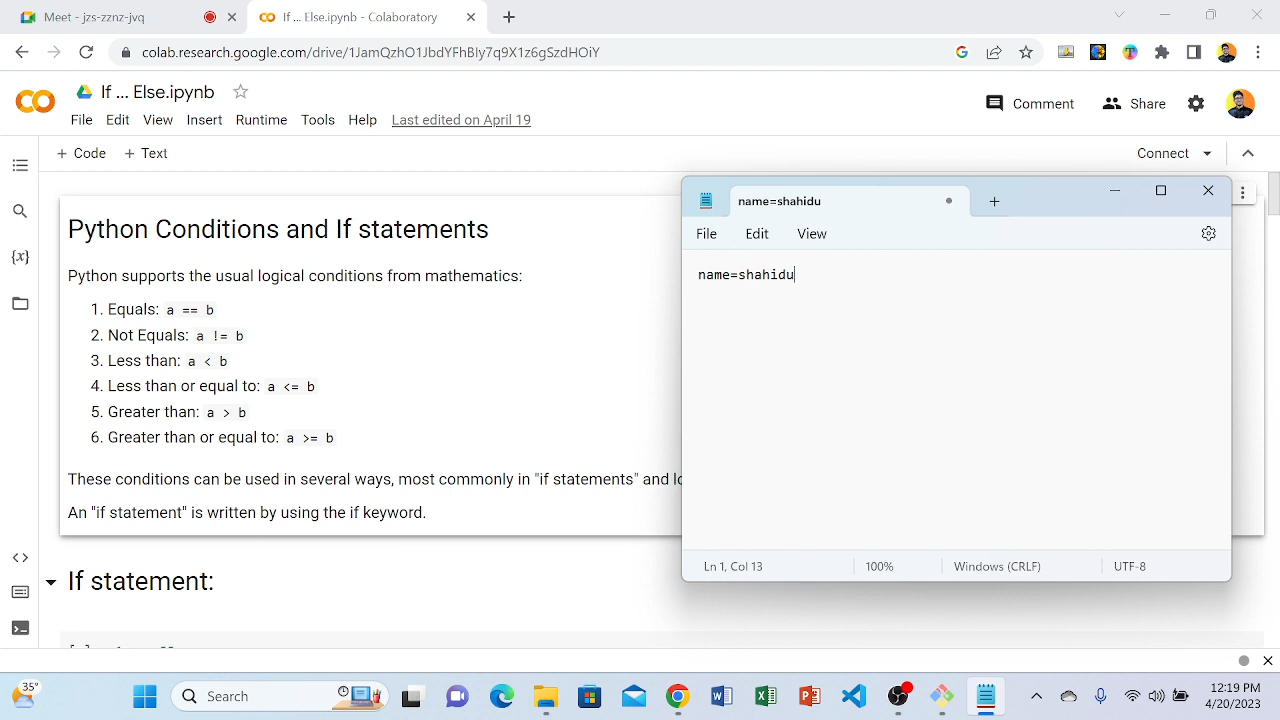 Meet - jzs-zznz-jvq
If ... Else.ipynb - Colaboratory
colab.research.google.com/drive/1JamQzhO1JbdYFhBIy7q9X1z6gSzdHOiY
If ... Else.ipynb
Comment
Share
File Edit View Insert Runtime Tools Help Last edited on April 19
+ Code + Text
Connect
Python Conditions and If statements
Python supports the usual logical conditions from mathematics:
1. Equals: a == b
2. Not Equals: a != b
3. Less than: a < b
4. Less than or equal to: a <= b
5. Greater than: a > b
6. Greater than or equal to: a >= b
These conditions can be used in several ways, most commonly in "if statements" and
An "if statement" is written by using the if keyword.
If statement:
name=shahidu
File Edit View
name=shahidu
Ln 1, Col 13 100% Windows (CRLF) UTF-8
35°
Search
12:19 PM
4/20/2023